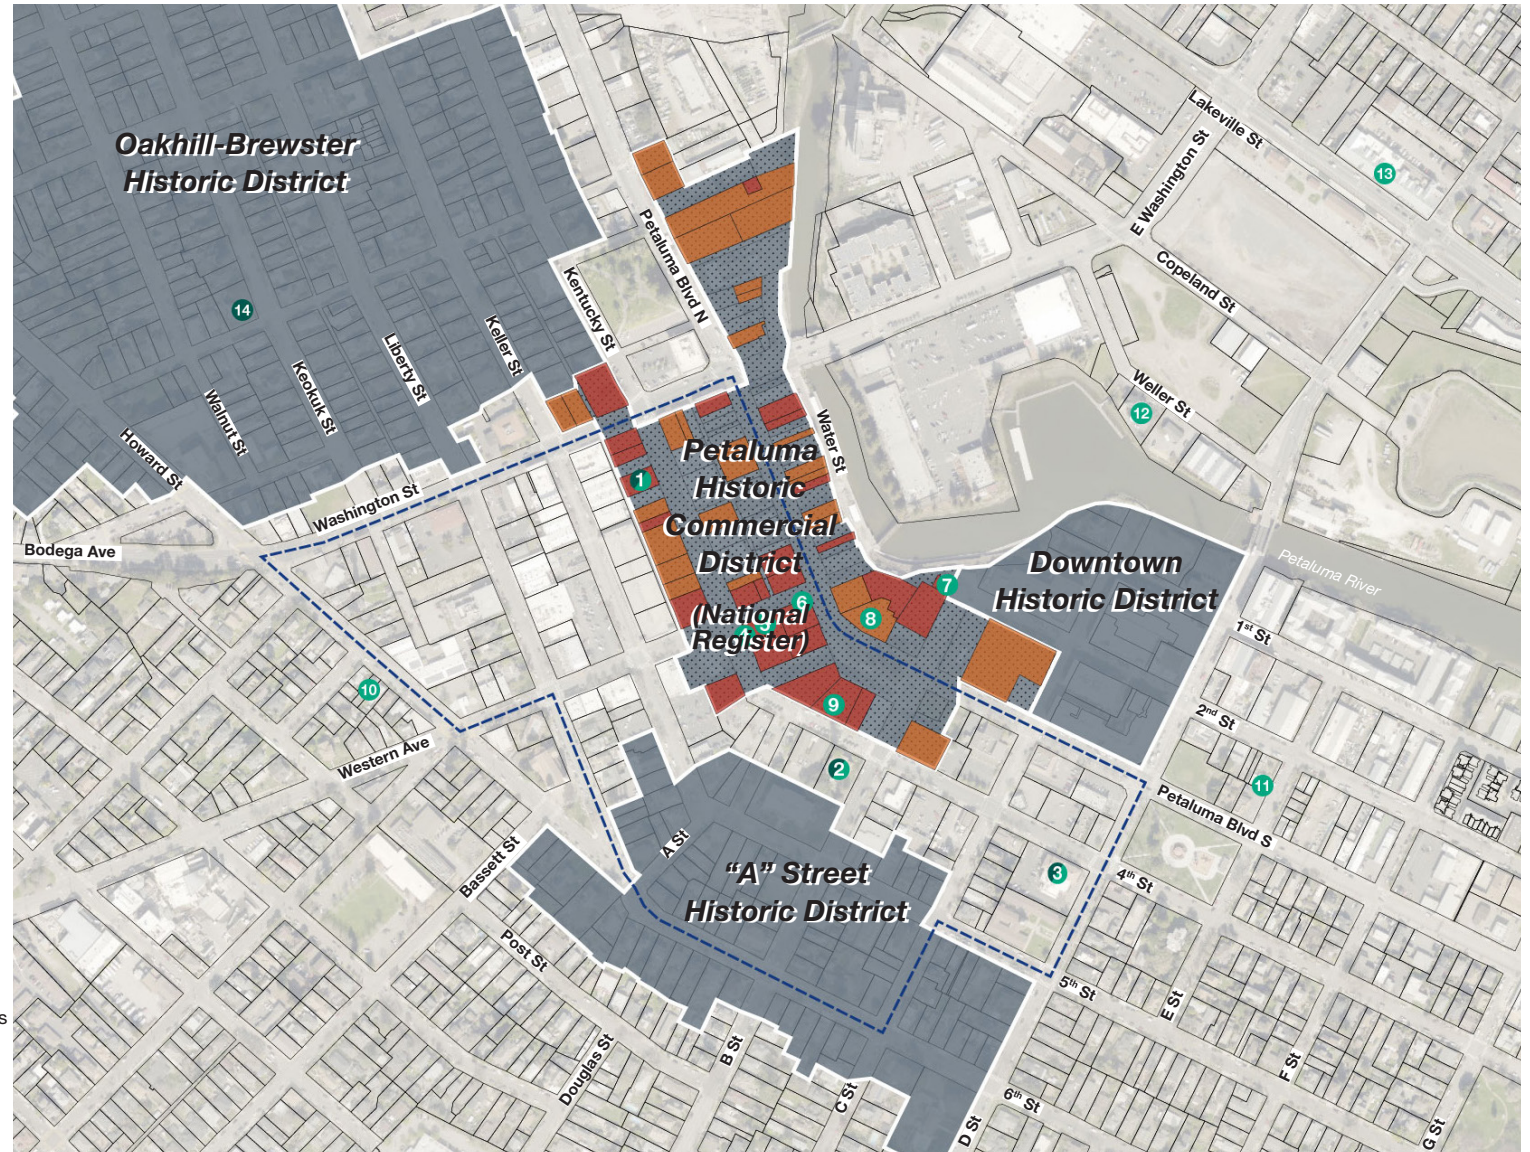 Oakhill-Brewster
Historic District
Lakeville St
E Washington St
13
Petaluma Blvd N
Copeland St
Kentucky St
14
Keller St
Liberty St
Keokuk St
Walnut St
Howard St
Weller St
12
Water St
Washington St
Bodega Ave
1
Petaluma
Historic
Commercial
District
(National
Register)
5
6
7
8
9
Downtown
Historic District
Petaluma River
1st St
2nd St
10
Western Ave
2
11
Petaluma Blvd S
A St
Bassett St
"A" Street
Historic District
3
4th St
Post St
5th St
E St
Douglas St
B St
C St
F St
6th St
D St
G St
s